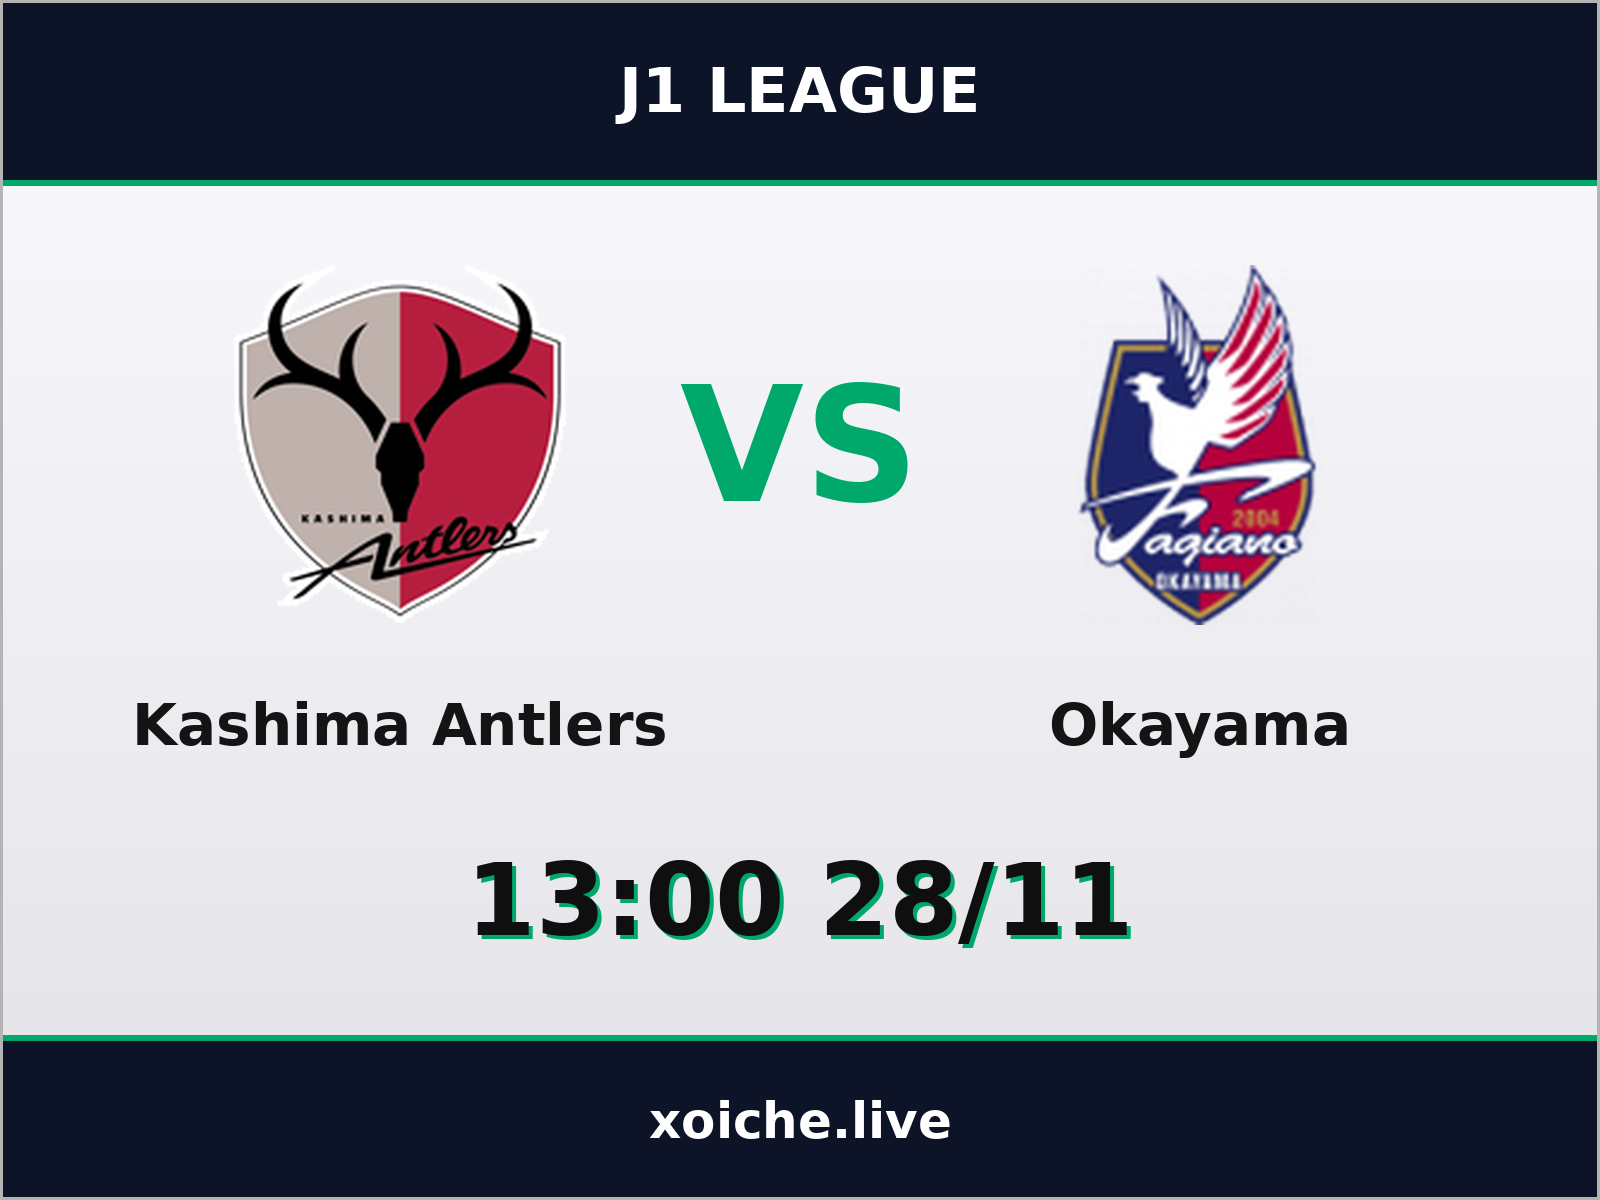 J1 LEAGUE
VS
KASHIMA
Antlers
2004
Fagiano
OKAYAMA
Kashima Antlers
Okayama
13:00 28/11
xoiche.live